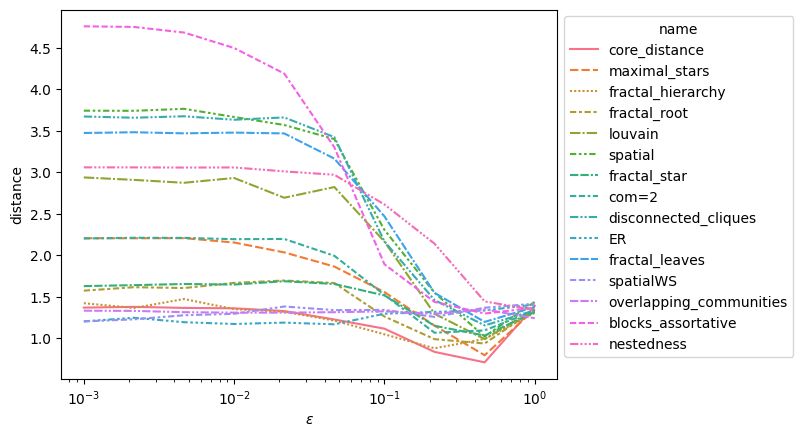 4.5
4.0
3.5
3.0
2.5
2.0
1.5
1.0
distance
10⁻³
10⁻²
10⁻¹
10⁰
ε
name
core_distance
maximal_stars
fractal_hierarchy
fractal_root
louvain
spatial
fractal_star
com=2
disconnected_cliques
ER
fractal_leaves
spatialWS
overlapping_communities
blocks_assortative
nestedness